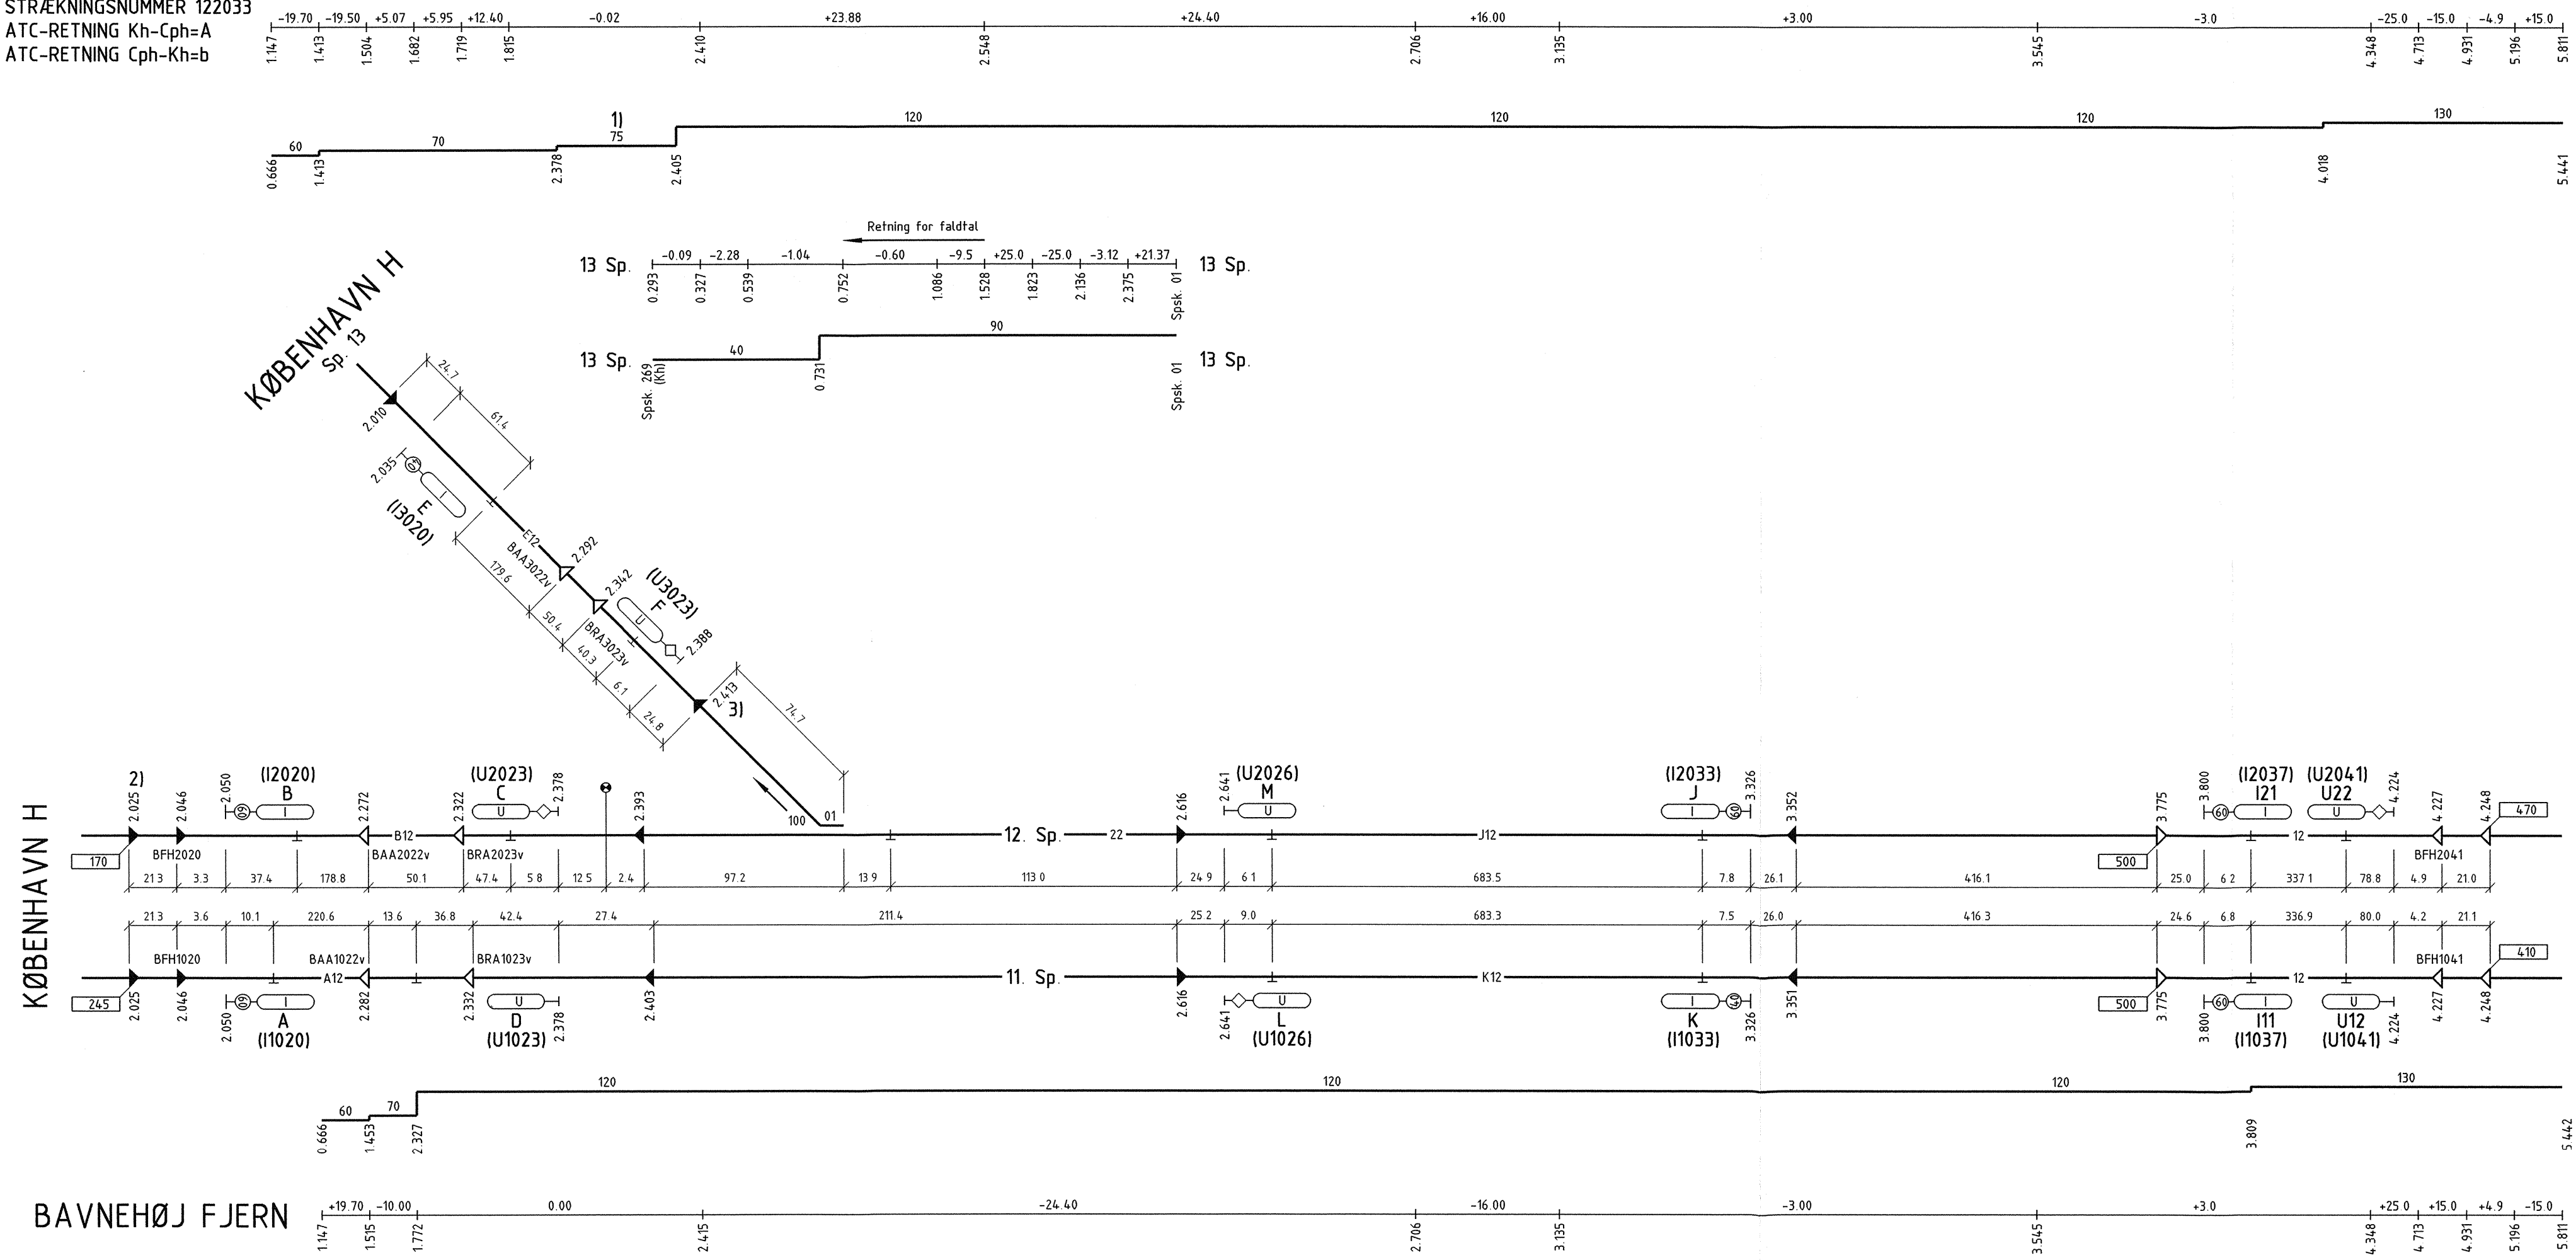 STRÆKNINGSNUMMER 122033
ATC-RETNING Kh-Cph=A
ATC-RETNING Cph-Kh=b
-19.70 -19.50 +5.07 +5.95 +12.40 -0.02 +23.88 +24.40 +16.00 +3.00 -3.0 -25.0 -15.0 -4.9 +15.0
1.147 1.413 1.504 1.682 1.719 1.815 2.410 2.548 2.706 3.135 3.545 4.348 4.713 4.931 5.196 5.811
1)
60 70 75 120 120 120 130
0.666 1.413 2.378 2.405 4.018 5.441
Retning for faldtal
13 Sp. -0.09 -2.28 -1.04 -0.60 -9.5 +25.0 -25.0 -3.12 +21.37 13 Sp.
0.293 0.327 0.539 0.752 1.086 1.528 1.823 2.136 2.375 Spsk. 01
40 90
13 Sp. 13 Sp.
Spsk. 269 (Kh) 0 731 Spsk. 01
KØBENHAVN H
Sp. 13
24.7
61.4
2.010
2.035
40
I
E
(I3020)
E12
BAA3022v
2.292
179.6
50.4
2.342
(U3023)
F
U
BRA3023v
2.388
40.3
6.1
24.8
2.413
3)
74.7
100 01
KØBENHAVN H
2) (I2020) (U2023) (U2026) (I2033) (I2037) (U2041)
2.025 2.046 2.050 B 2.272 2.322 C 2.378 2.393 2.616 2.641 M J 3.326 3.352 3.775 3.800 I21 U22 4.224 4.227 4.248
60 I U U I 60 60 I U 470
B12 12. Sp. 22 J12 12
170 BFH2020 BAA2022v BRA2023v 500 BFH2041
21.3 3.3 37.4 178.8 50.1 47.4 5 8 12 5 2.4 97.2 13 9 113 0 24 9 6 1 683.5 7.8 26.1 416.1 25.0 6 2 337 1 78.8 4.9 21.0
21.3 3.6 10.1 220.6 13.6 36.8 42.4 27.4 211.4 25 2 9.0 683.3 7.5 26.0 416.3 24.6 6.8 336.9 80.0 4.2 21.1
BFH1020 BAA1022v BRA1023v BFH1041 410
A12 11. Sp. K12 12
245 500
2.025 2.046 2.050 60 I 2.282 2.332 U 2.378 2.403 2.616 2.641 U I 40 3.326 3.351 3.775 3.800 60 I U 4.224 4.227 4.248
A D L K I11 U12
(I1020) (U1023) (U1026) (I1033) (I1037) (U1041)
60 70 120 120 120 130
0.666 1.453 2.327 3.809 5.442
BAVNEHØJ FJERN
+19.70 -10.00 0.00 -24.40 -16.00 -3.00 +3.0 +25 0 +15.0 +4.9 -15.0
1.147 1.515 1.772 2.415 2.706 3.135 3.545 4.348 4 713 4.931 5.196 5.811